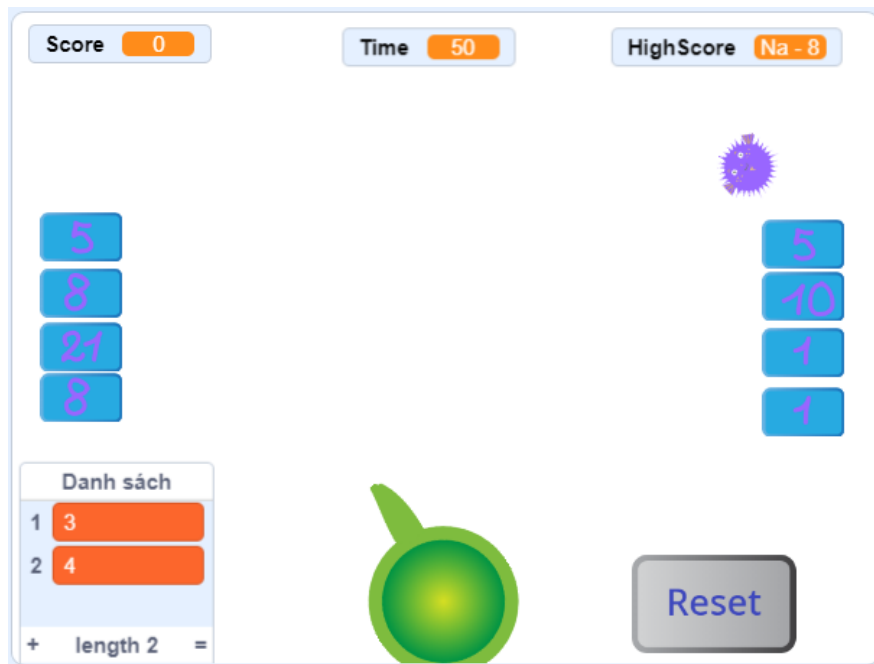 Score 0 Time 50 HighScore Na - 8
5 5
8 10
21 1
8 1
Danh sách
1 3
2 4
+ length 2 =
Reset